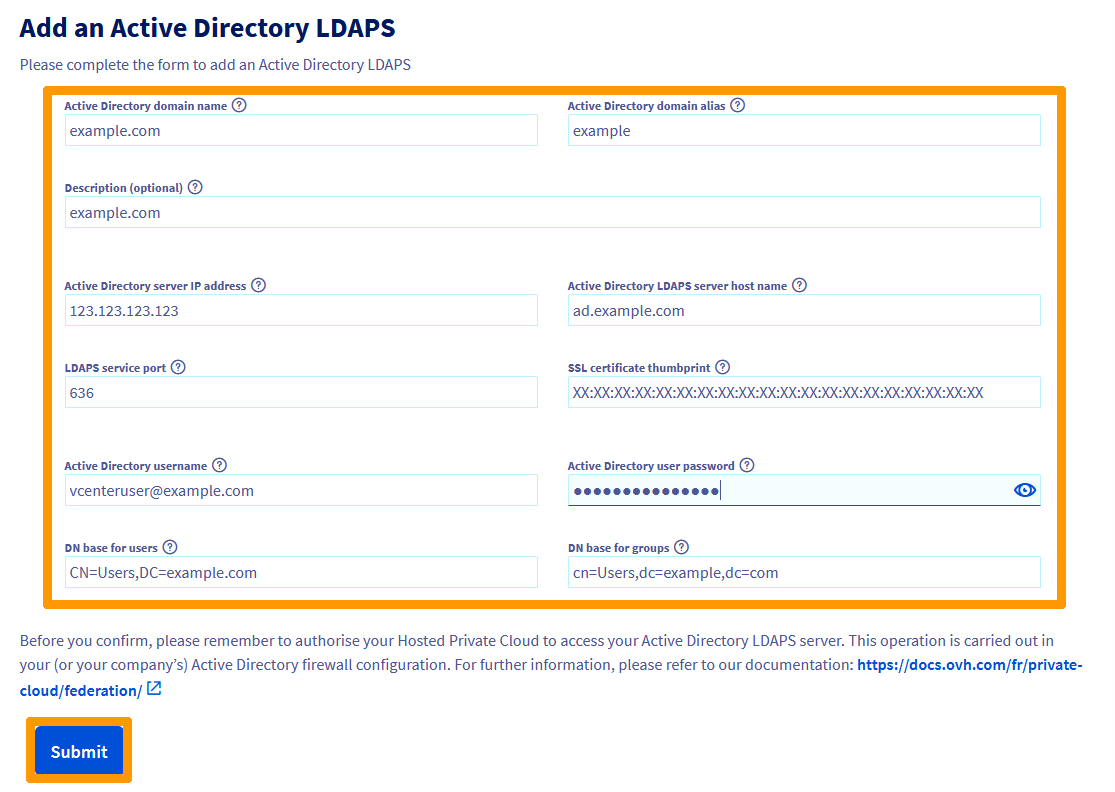 Add an Active Directory LDAPS
Please complete the form to add an Active Directory LDAPS
Active Directory domain name
Active Directory domain alias
example.com
example
Description (optional)
example.com
Active Directory server IP address
Active Directory LDAPS server host name
123.123.123.123
ad.example.com
LDAPS service port
SSL certificate thumbprint
636
XX:XX:XX:XX:XX:XX:XX:XX:XX:XX:XX:XX:XX:XX:XX:XX:XX:XX:XX:XX
Active Directory username
Active Directory user password
vcenteruser@example.com
●●●●●●●●●●●●●●●
DN base for users
DN base for groups
CN=Users,DC=example.com
cn=Users,dc=example,dc=com
Before you confirm, please remember to authorise your Hosted Private Cloud to access your Active Directory LDAPS server. This operation is carried out in
your (or your company's) Active Directory firewall configuration. For further information, please refer to our documentation: https://docs.ovh.com/fr/private-
cloud/federation/
Submit